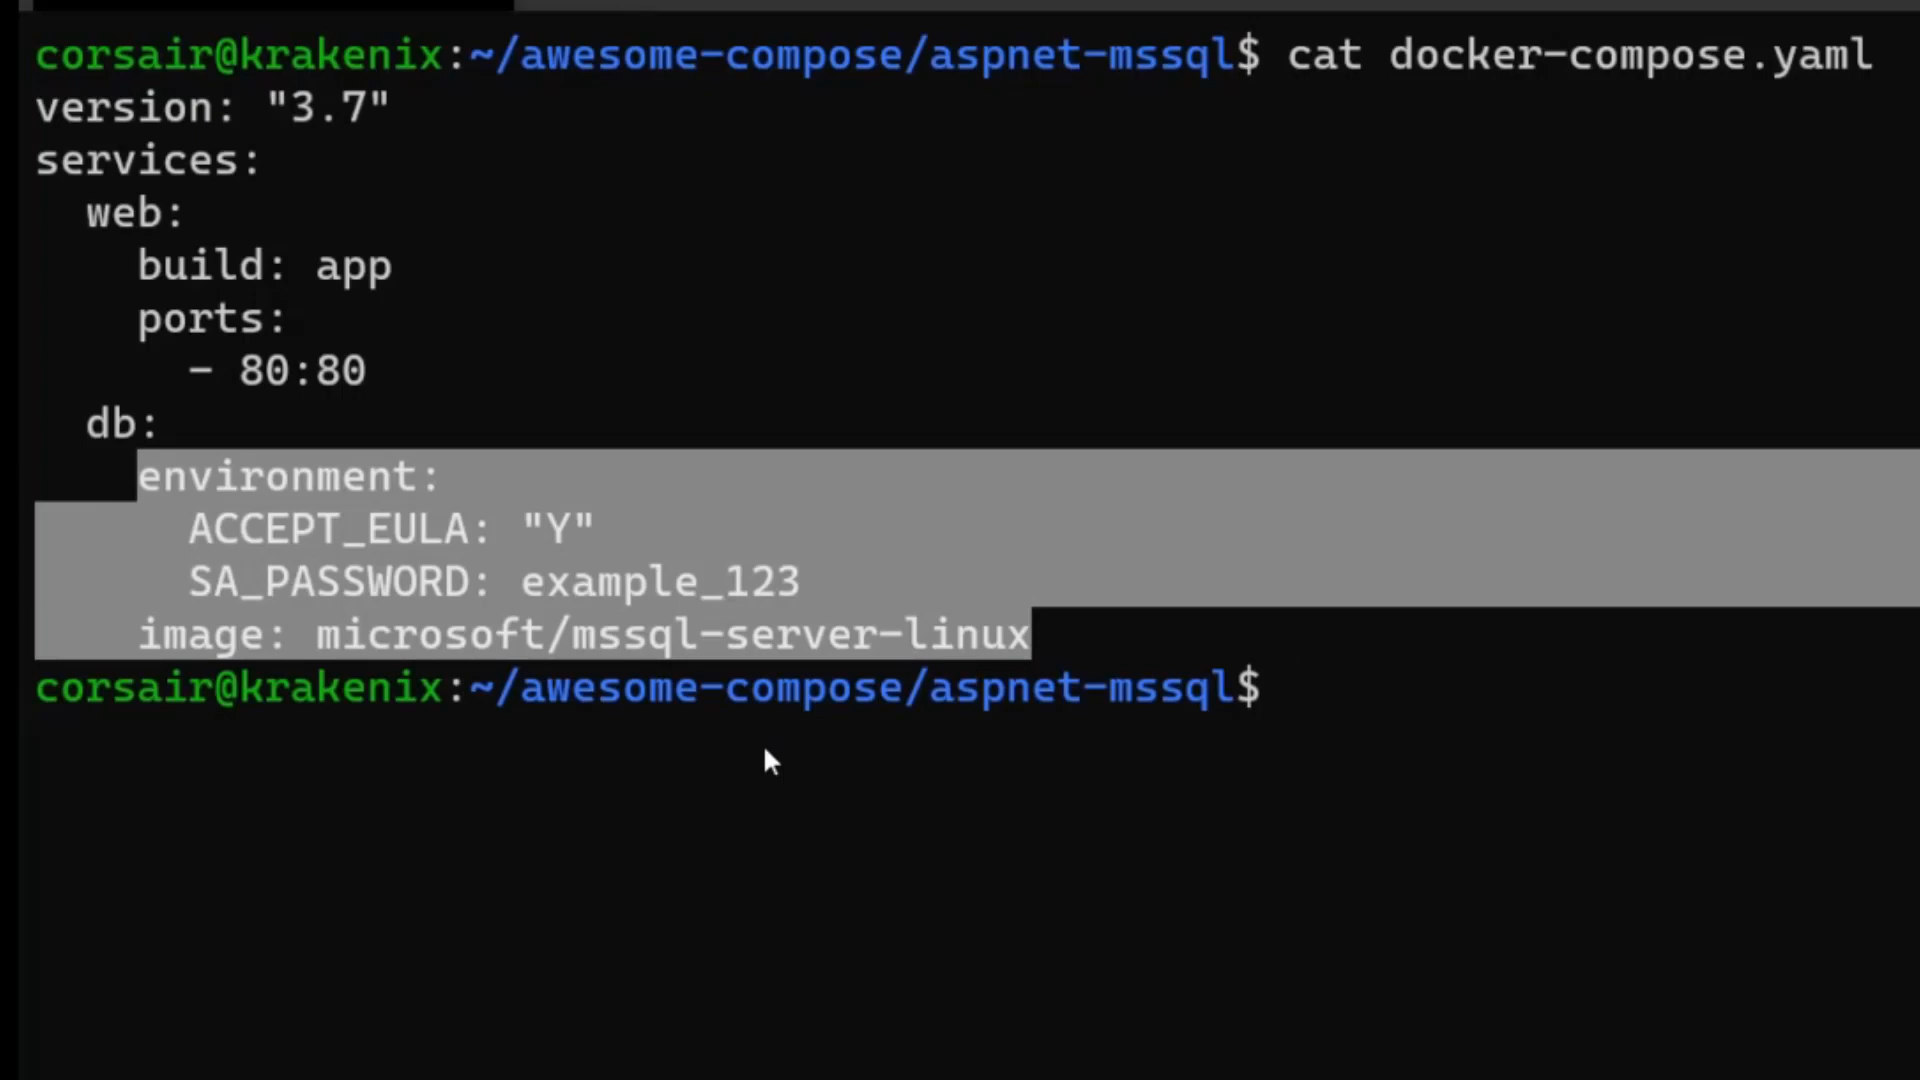 corsair@krakenix:~/awesome-compose/aspnet-mssql$ cat docker-compose.yaml
version: "3.7"
services:
  web:
    build: app
    ports:
      - 80:80
  db:
    environment:
      ACCEPT_EULA: "Y"
      SA_PASSWORD: example_123
    image: microsoft/mssql-server-linux
corsair@krakenix:~/awesome-compose/aspnet-mssql$